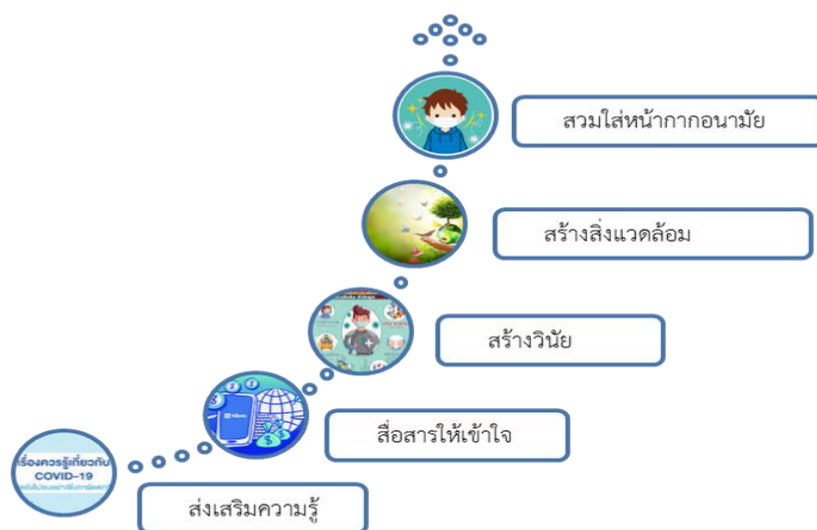 สวมใส่หน้ากากอนามัย
สร้างสิ่งแวดล้อม
สร้างวินัย
สื่อสารให้เข้าใจ
เรื่องควรรู้เกี่ยวกับ
COVID-19
ส่งเสริมความรู้